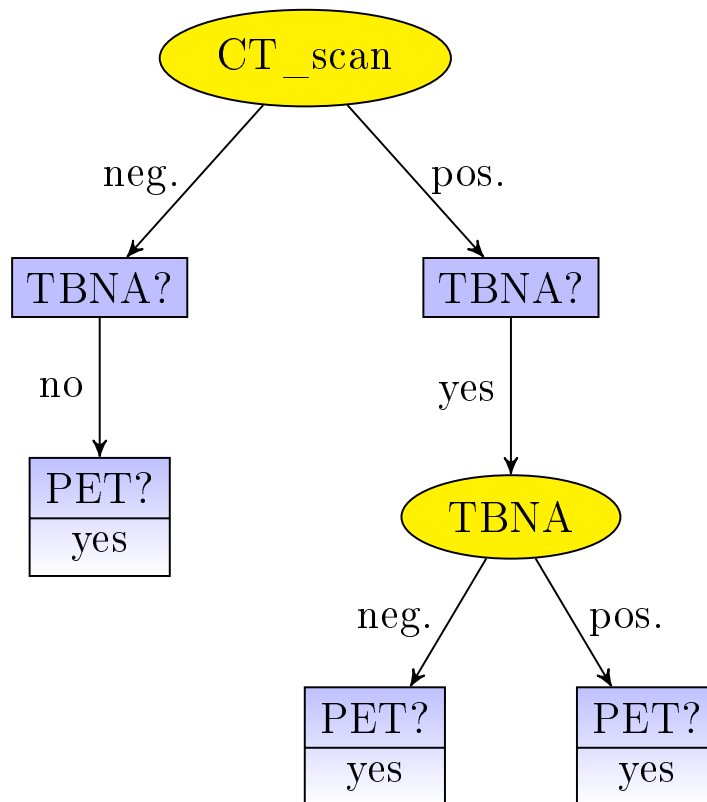 CT_scan
neg.
pos.
TBNA?
TBNA?
no
yes
PET?
yes
TBNA
neg.
pos.
PET?
yes
PET?
yes